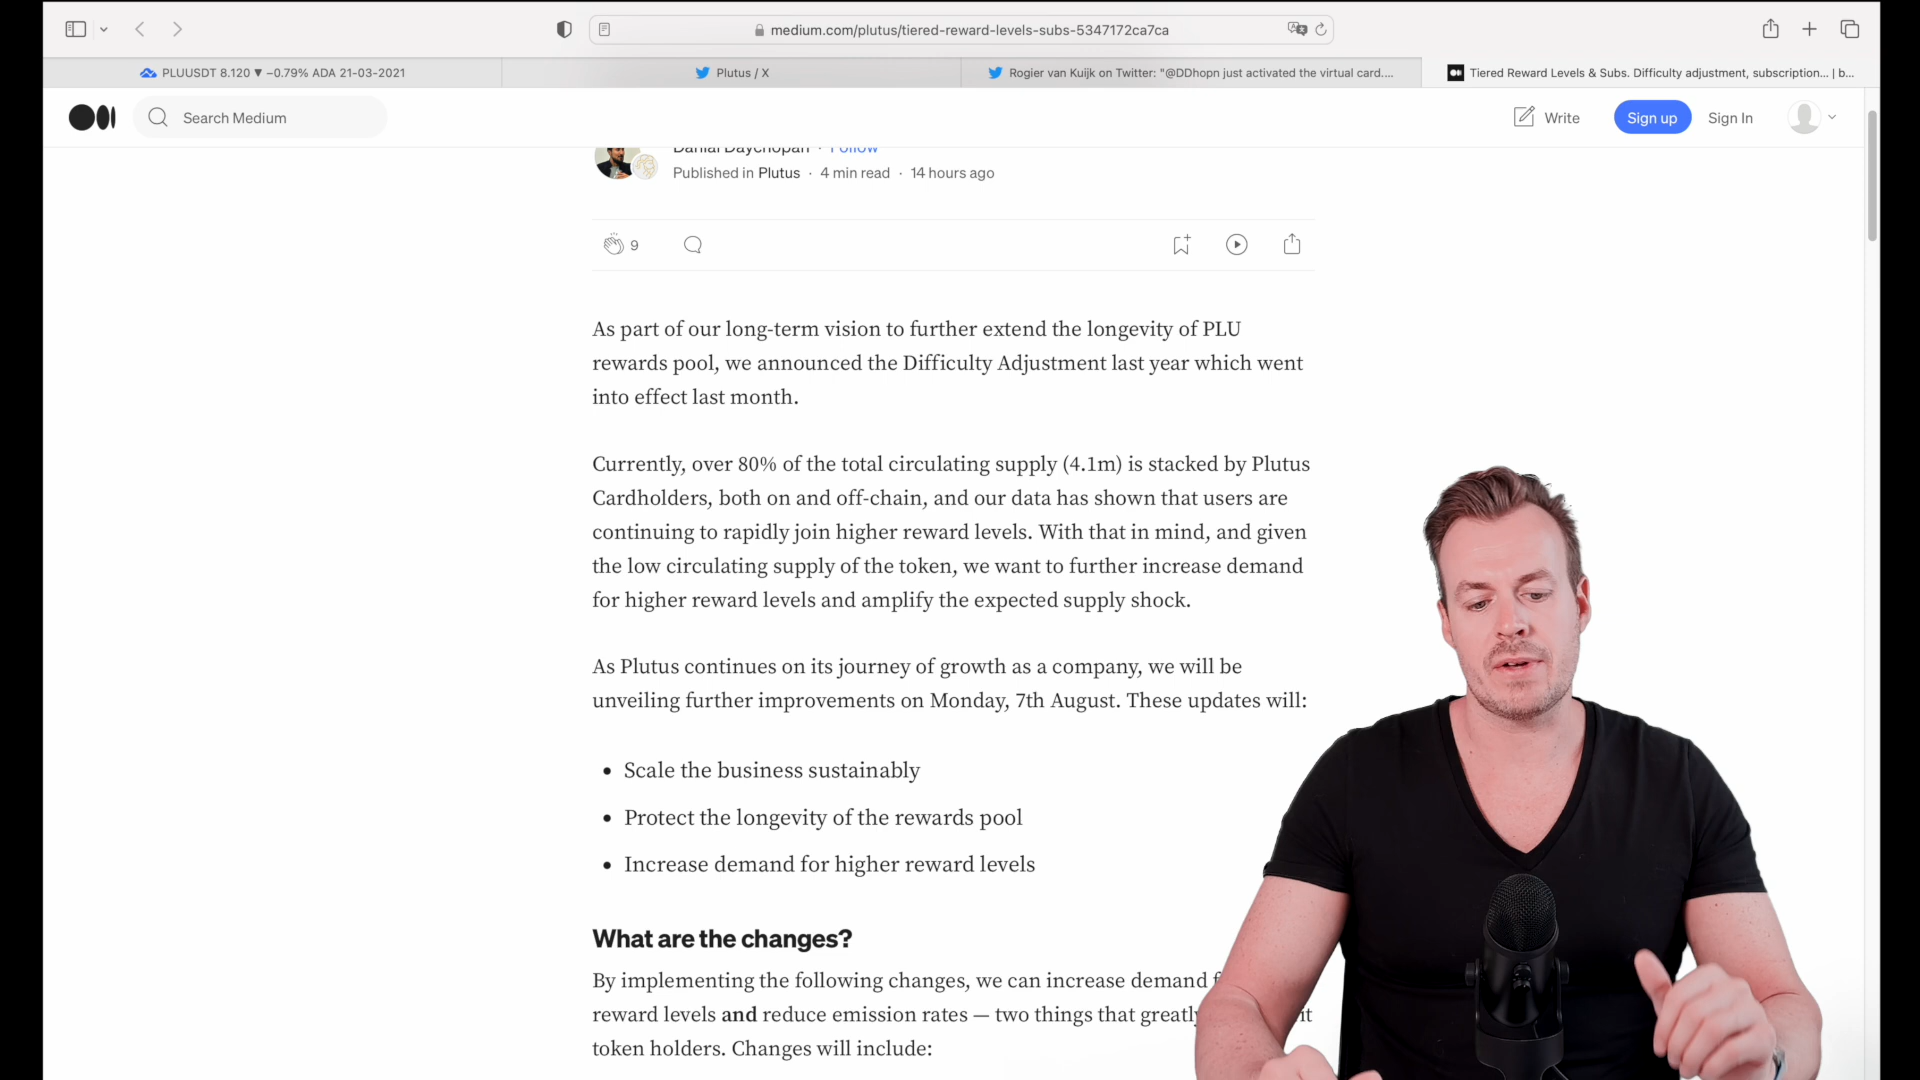 medium.com/plutus/tiered-reward-levels-subs-5347172ca7ca
PLUUSDT 8.120 ▼ −0.79% ADA 21-03-2021
Plutus / X
Rogier van Kuijk on Twitter: "@DDhopn just activated the virtual card....
Tiered Reward Levels & Subs. Difficulty adjustment, subscription... | b...
Search Medium
Write
Sign up
Sign In
Danial Daychopan · Follow
Published in Plutus · 4 min read · 14 hours ago
9
As part of our long-term vision to further extend the longevity of PLU
rewards pool, we announced the Difficulty Adjustment last year which went
into effect last month.
Currently, over 80% of the total circulating supply (4.1m) is stacked by Plutus
Cardholders, both on and off-chain, and our data has shown that users are
continuing to rapidly join higher reward levels. With that in mind, and given
the low circulating supply of the token, we want to further increase demand
for higher reward levels and amplify the expected supply shock.
As Plutus continues on its journey of growth as a company, we will be
unveiling further improvements on Monday, 7th August. These updates will:
• Scale the business sustainably
• Protect the longevity of the rewards pool
• Increase demand for higher reward levels
What are the changes?
By implementing the following changes, we can increase demand
reward levels and reduce emission rates — two things that greatly
token holders. Changes will include: